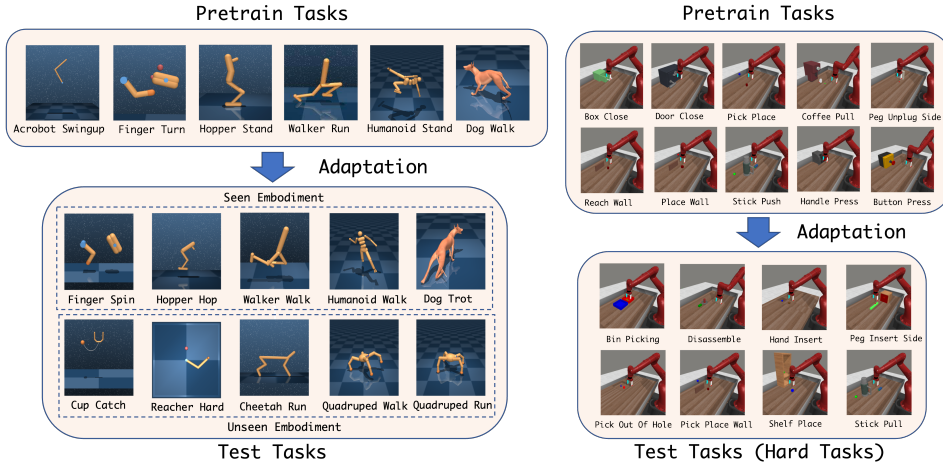 Pretrain Tasks
Acrobot Swingup Finger Turn Hopper Stand Walker Run Humanoid Stand Dog Walk
Adaptation
Seen Embodiment
Finger Spin Hopper Hop Walker Walk Humanoid Walk Dog Trot
Cup Catch Reacher Hard Cheetah Run Quadruped Walk Quadruped Run
Unseen Embodiment
Test Tasks
Pretrain Tasks
Box Close Door Close Pick Place Coffee Pull Peg Unplug Side
Reach Wall Place Wall Stick Push Handle Press Button Press
Adaptation
Bin Picking Disassemble Hand Insert Peg Insert Side
Pick Out Of Hole Pick Place Wall Shelf Place Stick Pull
Test Tasks (Hard Tasks)